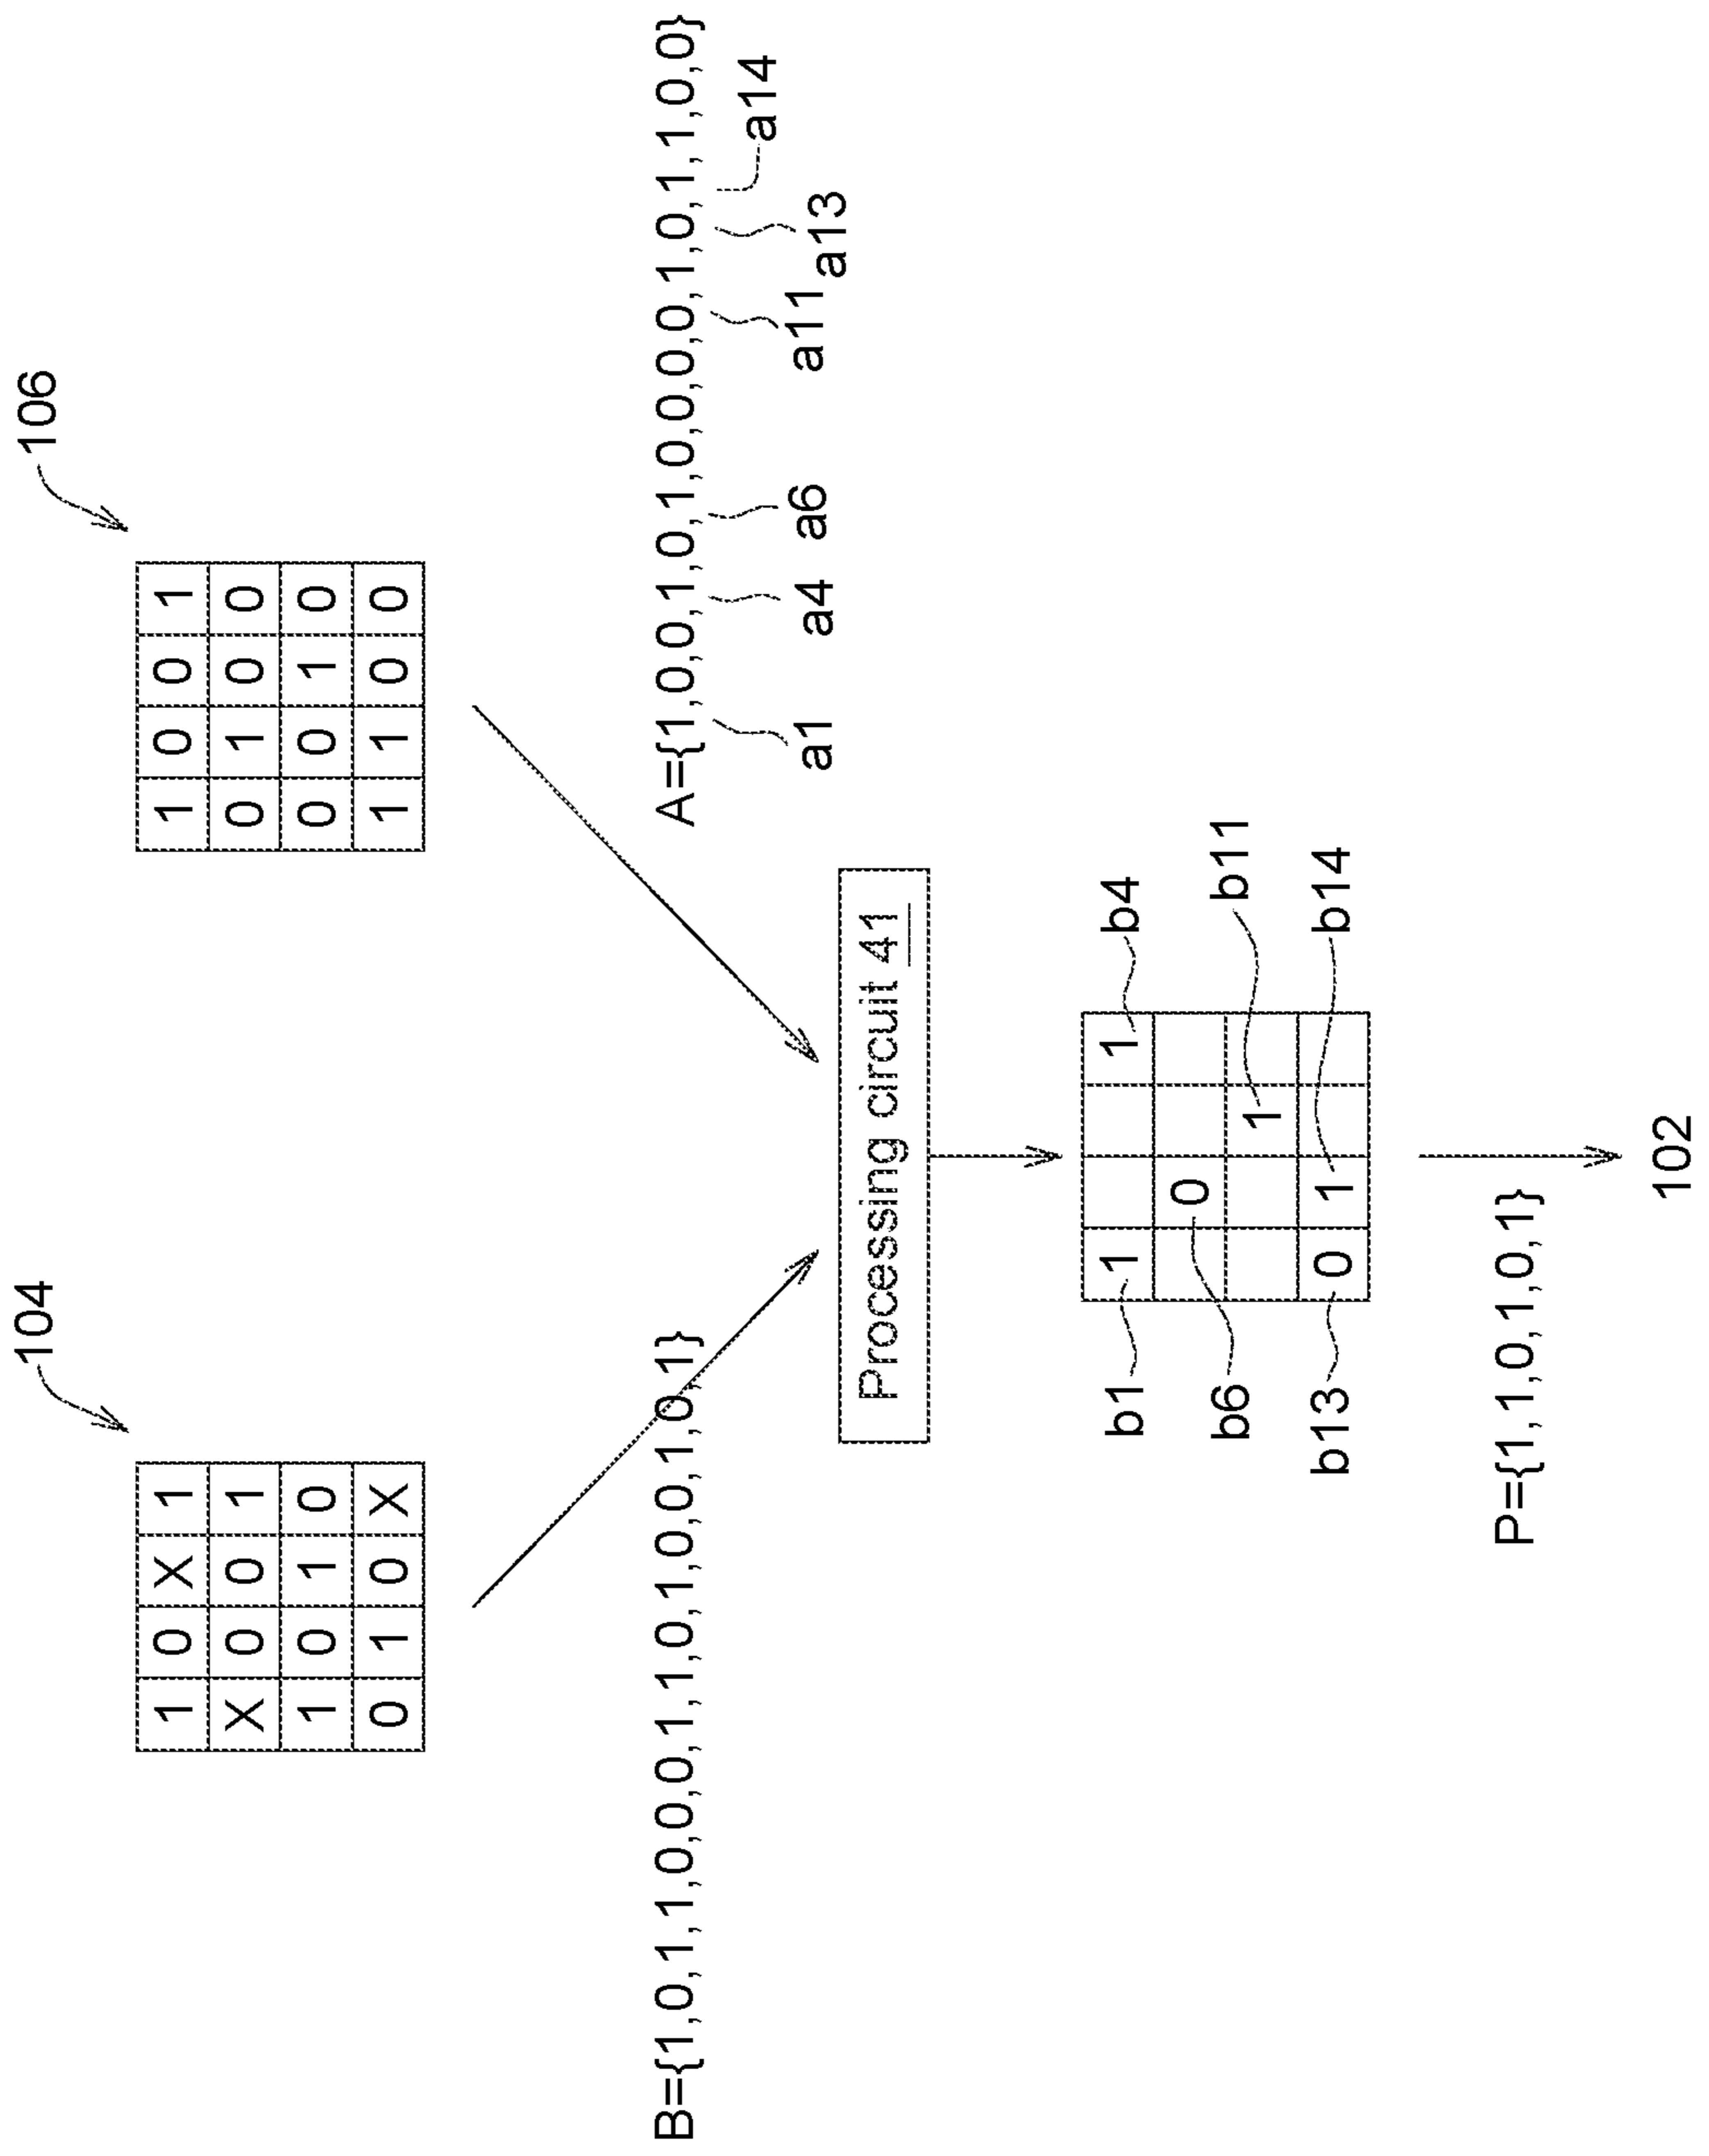 104
106
1 0 X 1
X 0 0 1
1 0 1 0
0 1 0 X
1 0 0 1
0 1 0 0
0 0 1 0
1 1 0 0
B={1,0,1,1,0,0,0,1,1,0,1,0,0,1,0,1}
A={1,0,0,1,0,1,0,0,0,0,1,0,1,1,0,0}
a1 a4 a6 a11 a13 a14
Processing circuit 41
b1 1 1 b4
b6 0 1 b11
b13 0 1 b14
P={1,1,0,1,0,1}
102